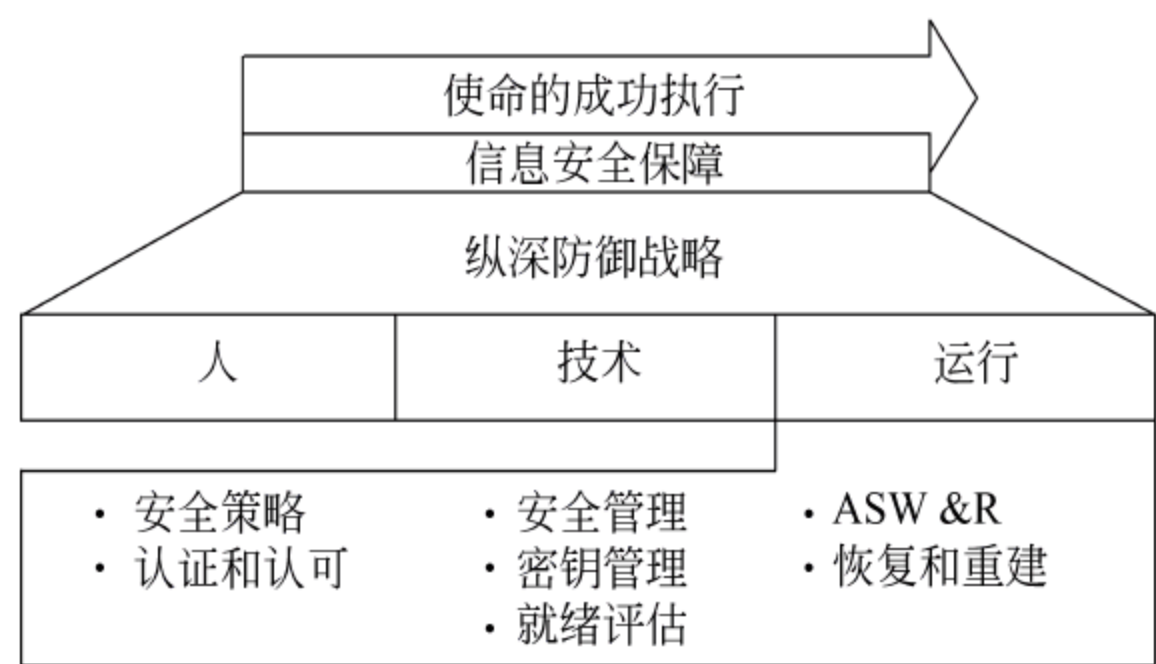 使命的成功执行
信息安全保障
纵深防御战略
人 技术 运行
· 安全策略 · 安全管理 · ASW &R
· 认证和认可 · 密钥管理 · 恢复和重建
· 就绪评估